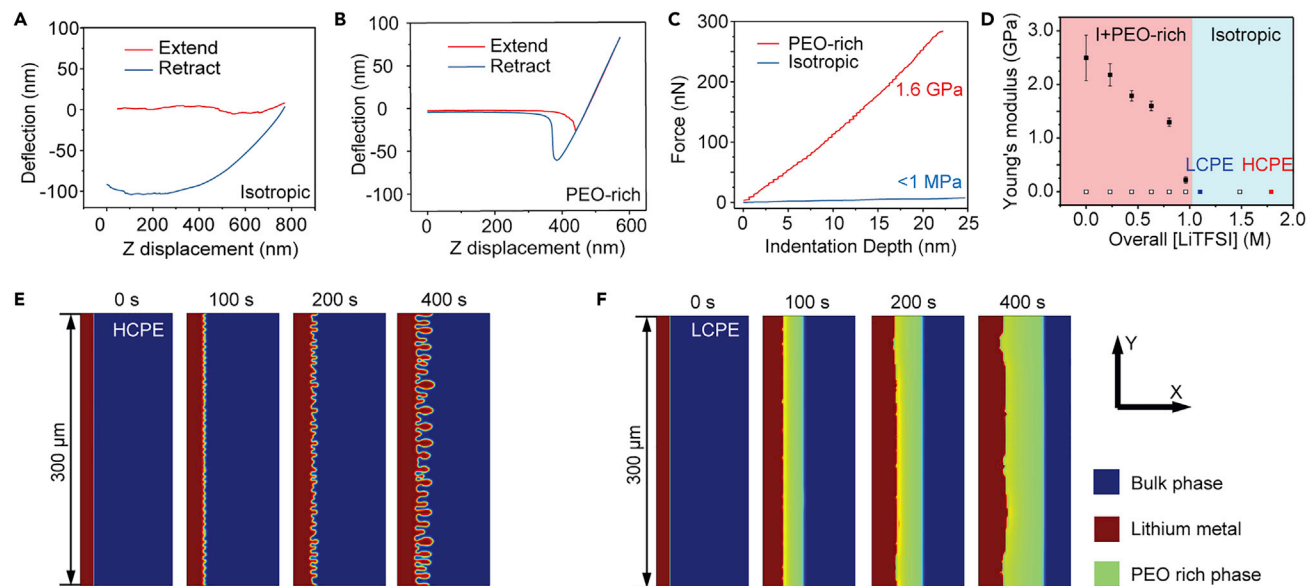 A
Deflection (nm)
100
50
0
-50
-100
Extend
Retract
Isotropic
0 200 400 600 800
Z displacement (nm)
B
Deflection (nm)
100
50
0
-50
-100
Extend
Retract
PEO-rich
0 200 400 600
Z displacement (nm)
C
Force (nN)
300
250
200
150
100
50
0
PEO-rich
Isotropic
1.6 GPa
<1 MPa
0 5 10 15 20 25
Indentation Depth (nm)
D
Young's modulus (GPa)
3.0
2.0
1.0
0.0
I+PEO-rich
Isotropic
LCPE HCPE
0.0 0.5 1.0 1.5 2.0
Overall [LiTFSI] (M)
E
0 s 100 s 200 s 400 s
HCPE
300 μm
F
0 s 100 s 200 s 400 s
LCPE
300 μm
Y
X
Bulk phase
Lithium metal
PEO rich phase